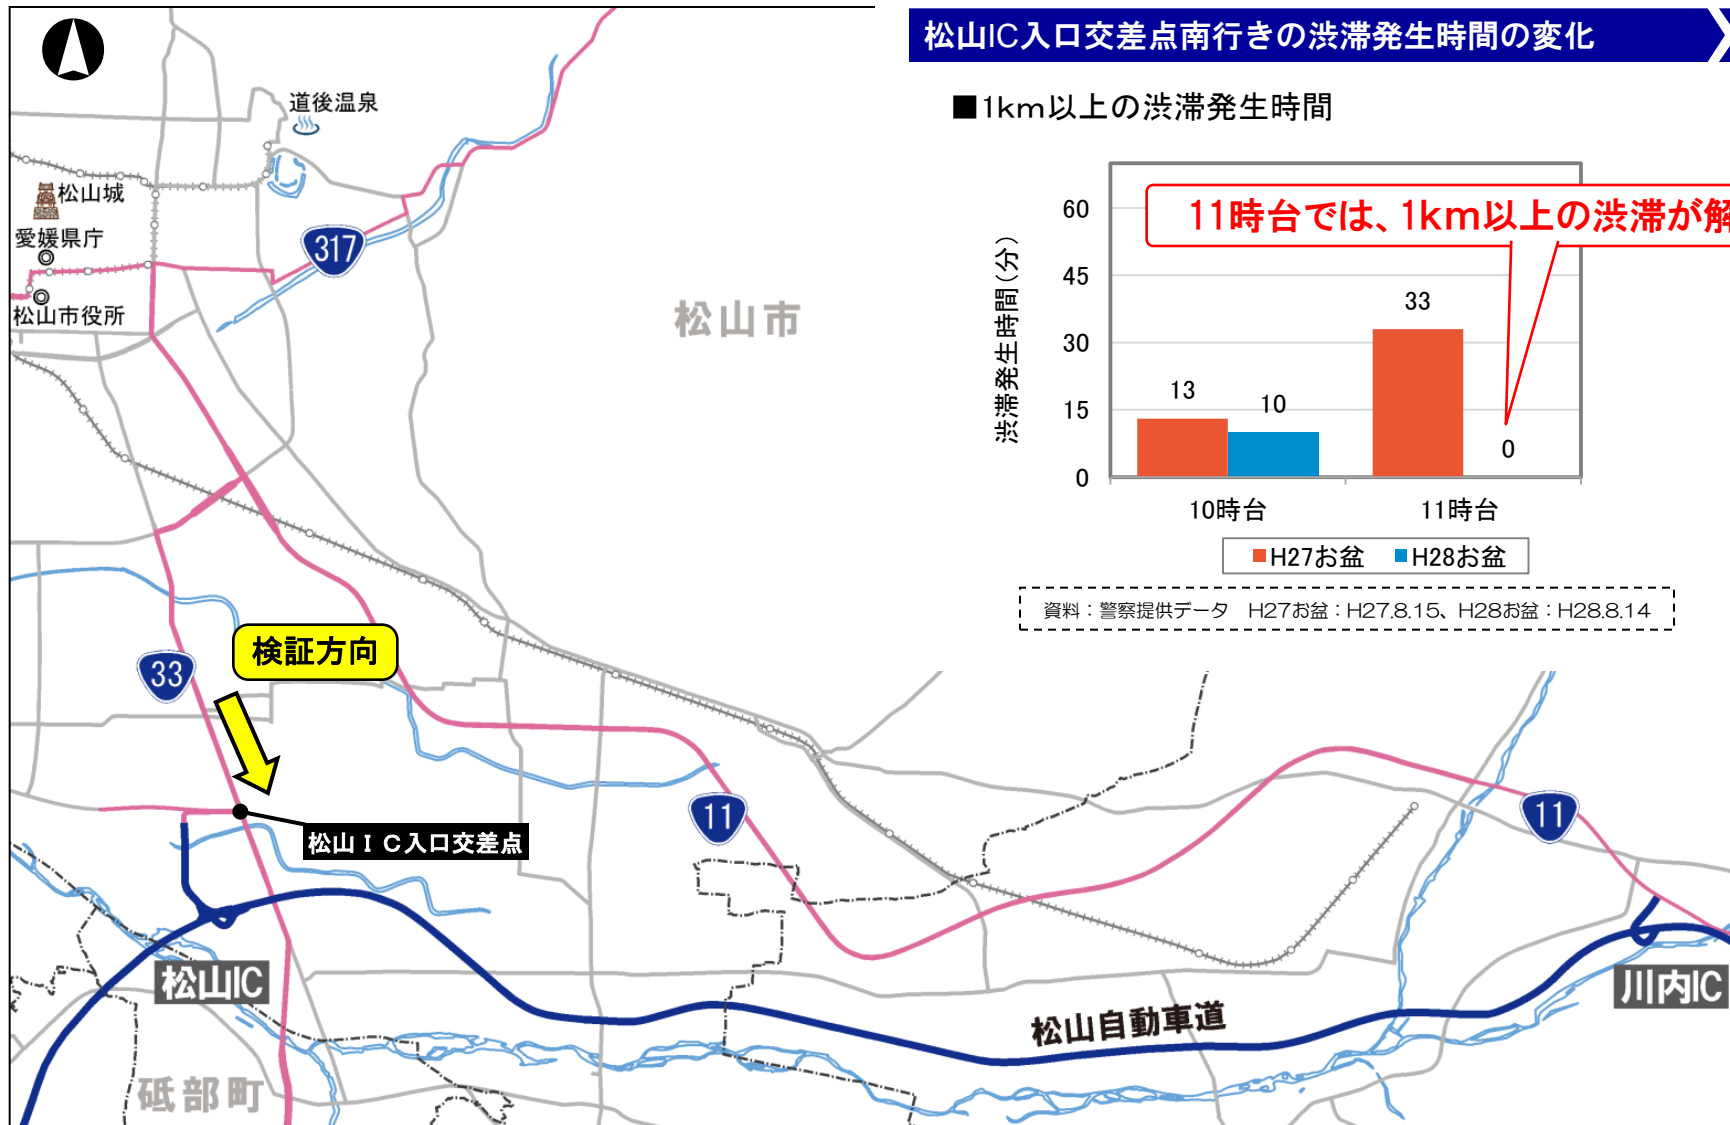 松山IC入口交差点南行きの渋滞発生時間の変化
■1km以上の渋滞発生時間
11時台では、1km以上の渋滞が解
渋滞発生時間(分)
60
45
30
15
0
13
10
33
0
10時台
11時台
H27お盆
H28お盆
資料：警察提供データ　H27お盆：H27.8.15、H28お盆：H28.8.14
道後温泉
松山城
愛媛県庁
松山市役所
317
松山市
33
検証方向
11
11
松山ＩＣ入口交差点
松山IC
川内IC
松山自動車道
砥部町